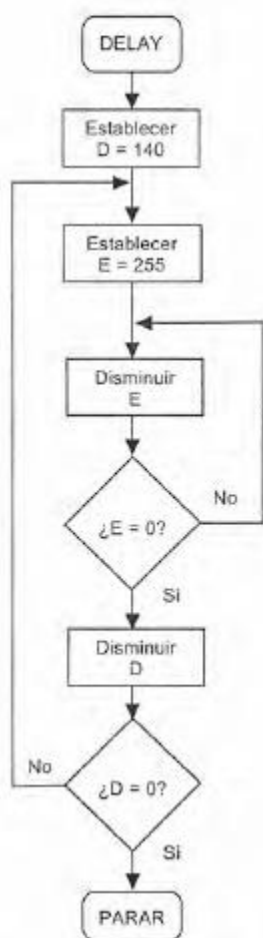 DELAY
Establecer
D = 140
Establecer
E = 255
Disminuir
E
No
¿E = 0?
Si
Disminuir
D
No
¿D = 0?
Si
PARAR